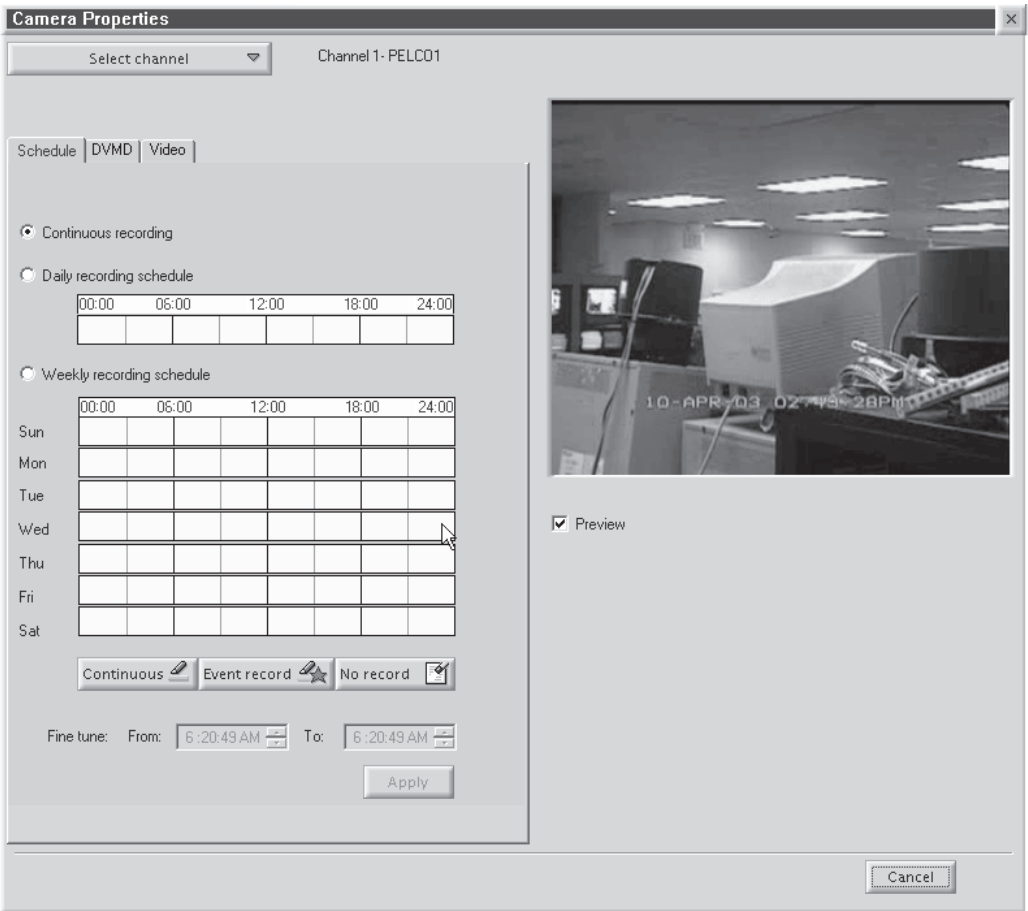 Camera Properties
Select channel
Channel 1- PELCO1
Schedule
DVMD
Video
Continuous recording
Daily recording schedule
00:00 06:00 12:00 18:00 24:00
Weekly recording schedule
00:00 06:00 12:00 18:00 24:00
Sun
Mon
Tue
Wed
Thu
Fri
Sat
Continuous
Event record
No record
Fine tune: From: 6:20:49 AM To: 6:20:49 AM
Apply
10-APR-03
Preview
Cancel